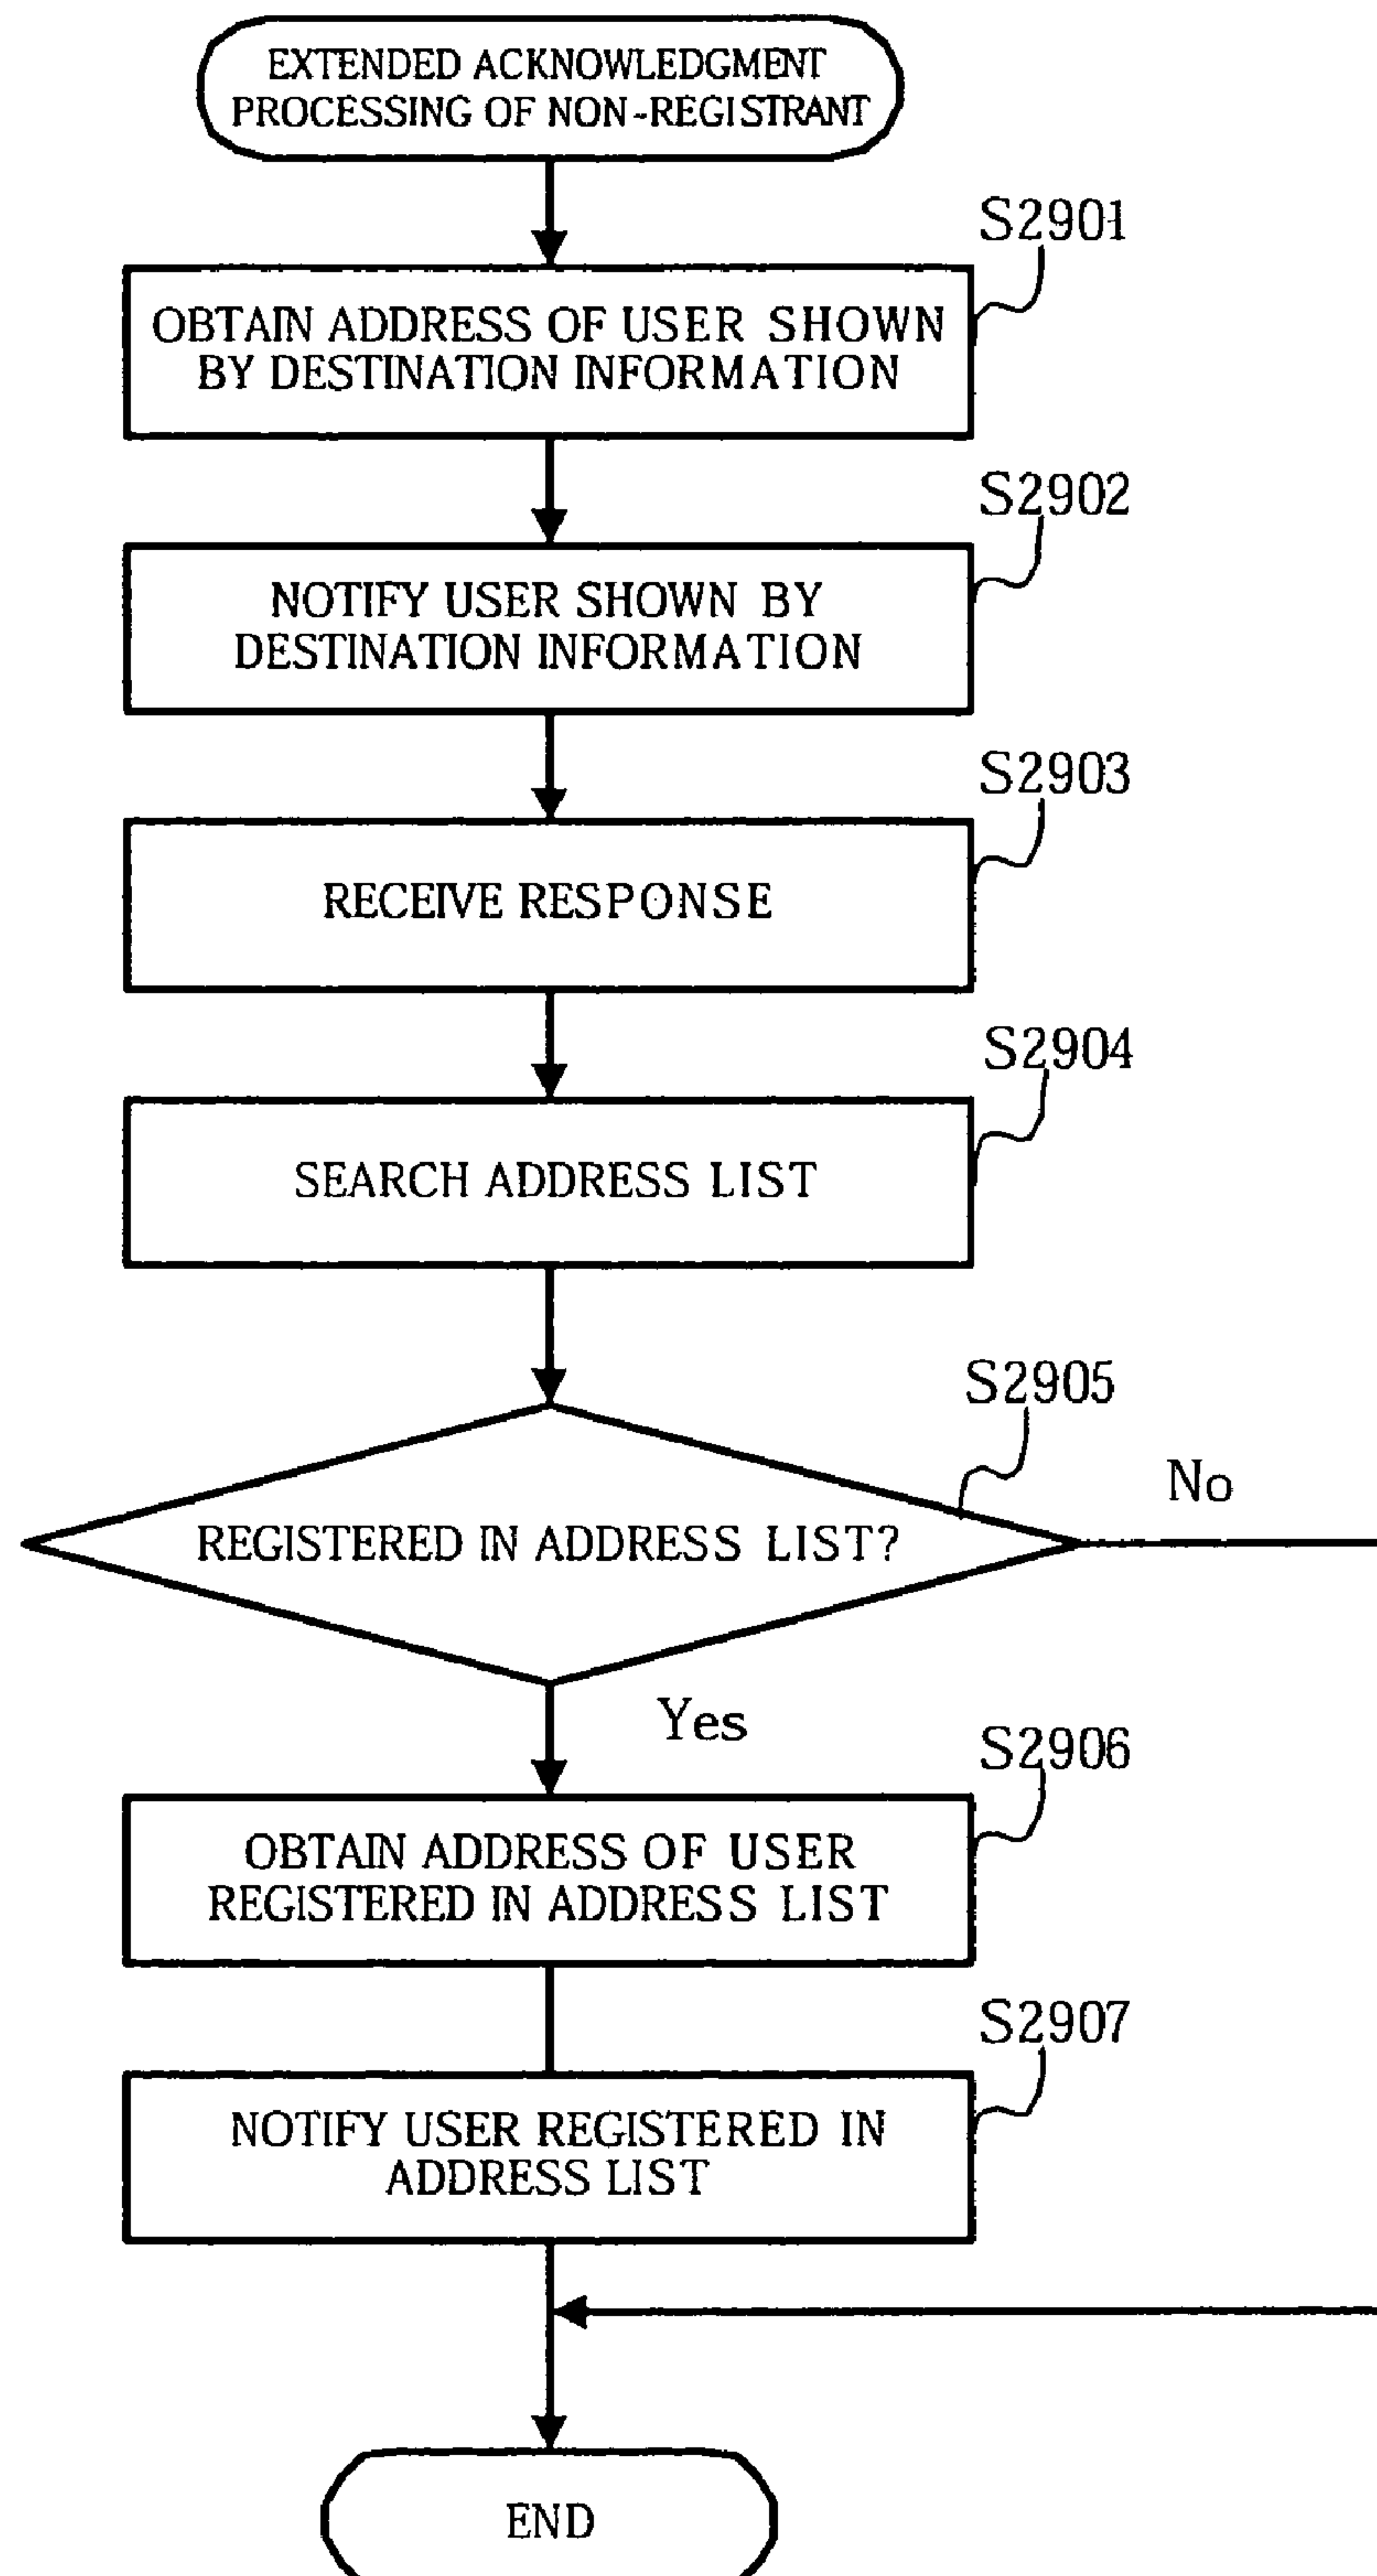 EXTENDED ACKNOWLEDGMENT
PROCESSING OF NON-REGISTRANT
S2901
OBTAIN ADDRESS OF USER SHOWN
BY DESTINATION INFORMATION
S2902
NOTIFY USER SHOWN BY
DESTINATION INFORMATION
S2903
RECEIVE RESPONSE
S2904
SEARCH ADDRESS LIST
S2905
No
REGISTERED IN ADDRESS LIST?
Yes
S2906
OBTAIN ADDRESS OF USER
REGISTERED IN ADDRESS LIST
S2907
NOTIFY USER REGISTERED IN
ADDRESS LIST
END